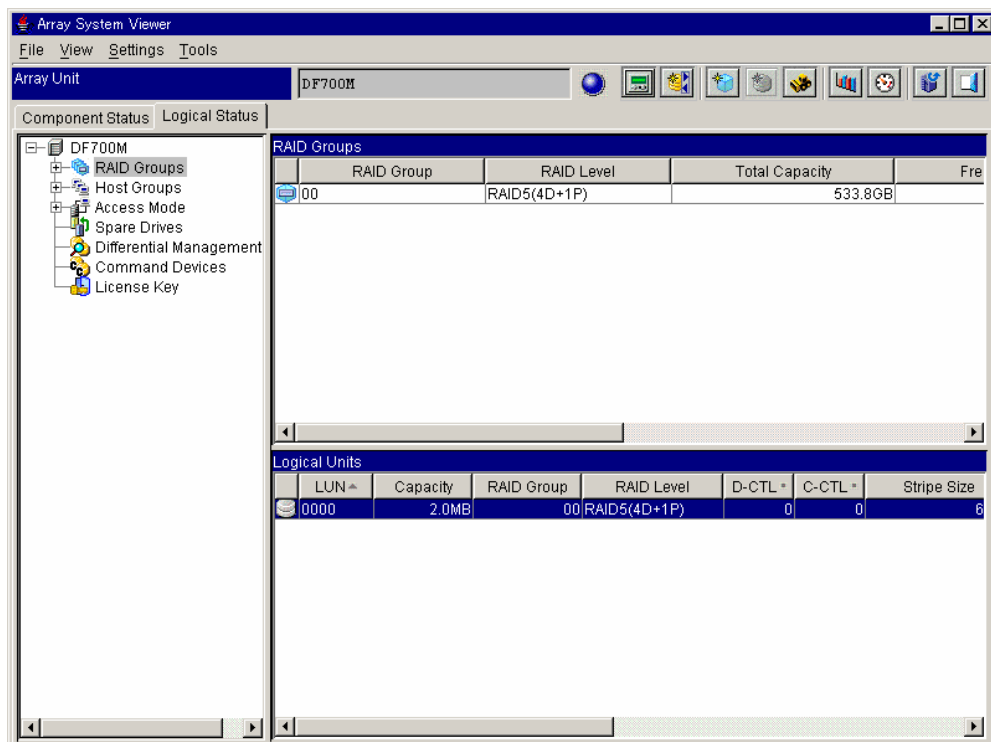 Array System Viewer
File View Settings Tools
Array Unit DF700M
Component Status Logical Status
DF700M
RAID Groups
Host Groups
Access Mode
Spare Drives
Differential Management
Command Devices
License Key
RAID Groups
RAID Group RAID Level Total Capacity Fre
00 RAID5(4D+1P) 533.8GB
Logical Units
LUN Capacity RAID Group RAID Level D-CTL * C-CTL * Stripe Size
0000 2.0MB 00 RAID5(4D+1P) 0 0 6